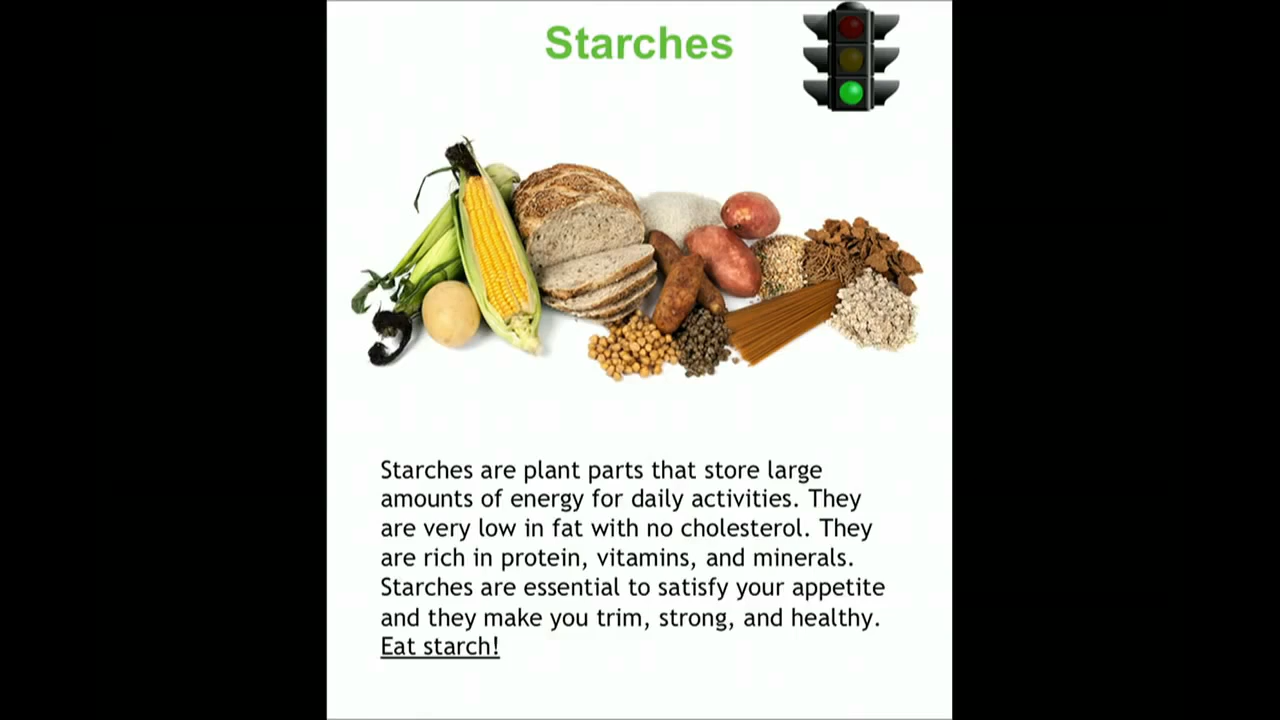 Starches
Starches are plant parts that store large
amounts of energy for daily activities. They
are very low in fat with no cholesterol. They
are rich in protein, vitamins, and minerals.
Starches are essential to satisfy your appetite
and they make you trim, strong, and healthy.
Eat starch!